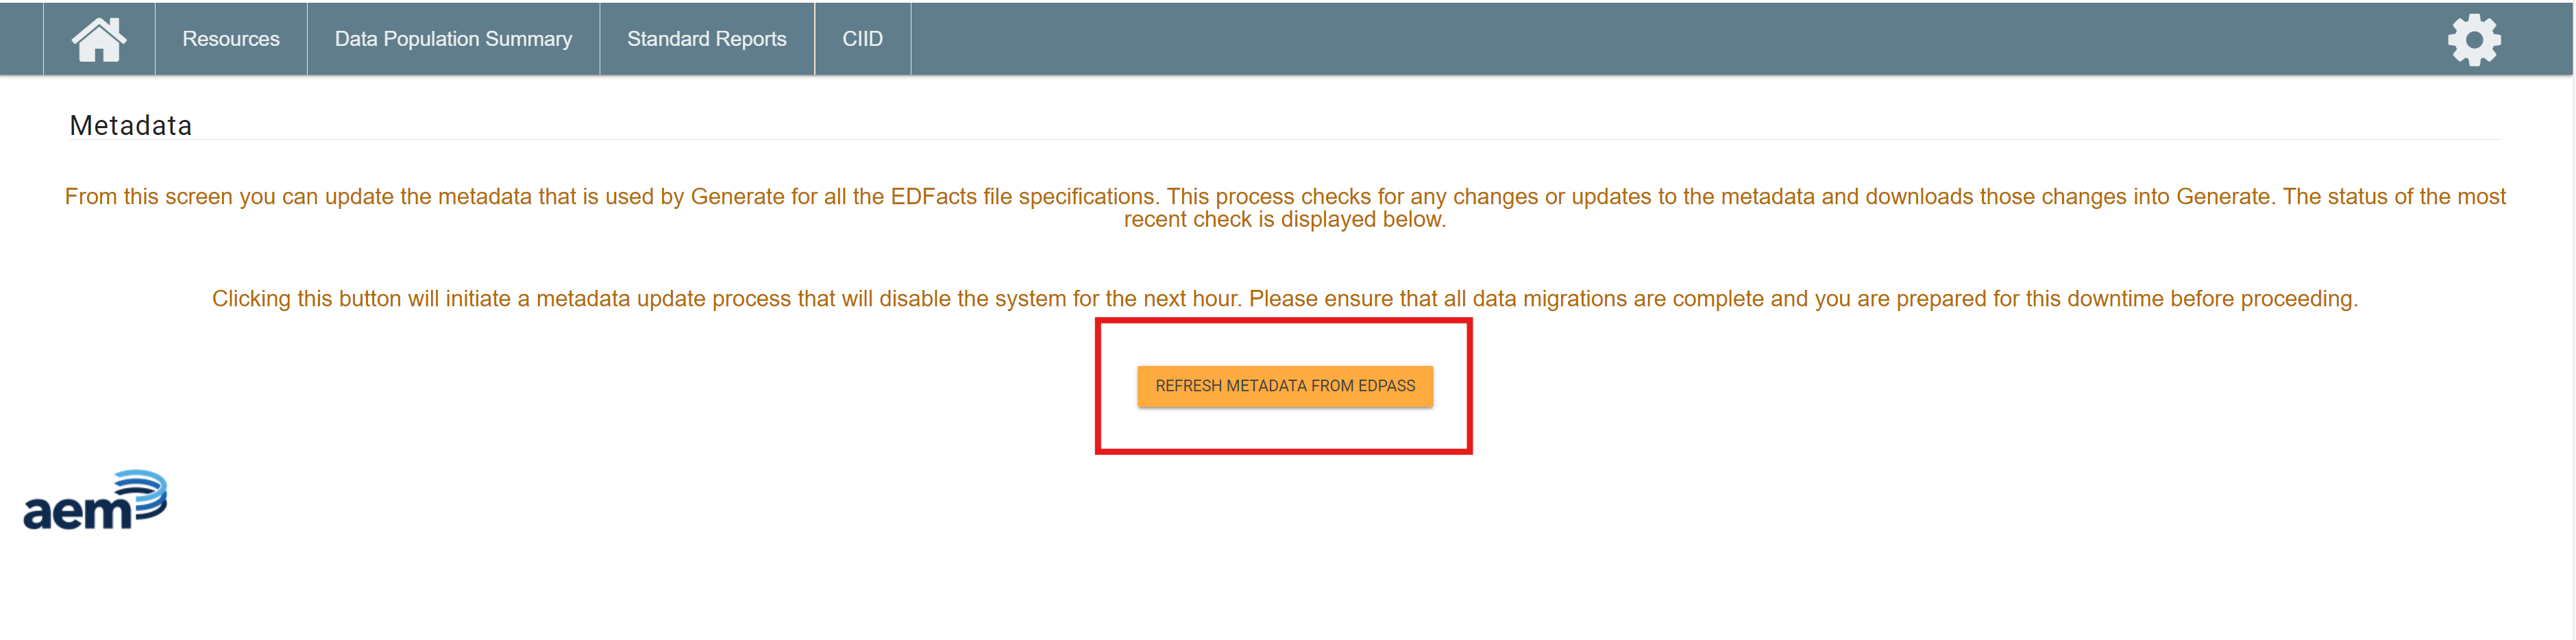 Resources Data Population Summary Standard Reports CIID
Metadata
From this screen you can update the metadata that is used by Generate for all the EDFacts file specifications. This process checks for any changes or updates to the metadata and downloads those changes into Generate. The status of the most
recent check is displayed below.
Clicking this button will initiate a metadata update process that will disable the system for the next hour. Please ensure that all data migrations are complete and you are prepared for this downtime before proceeding.
REFRESH METADATA FROM EDPASS
aem